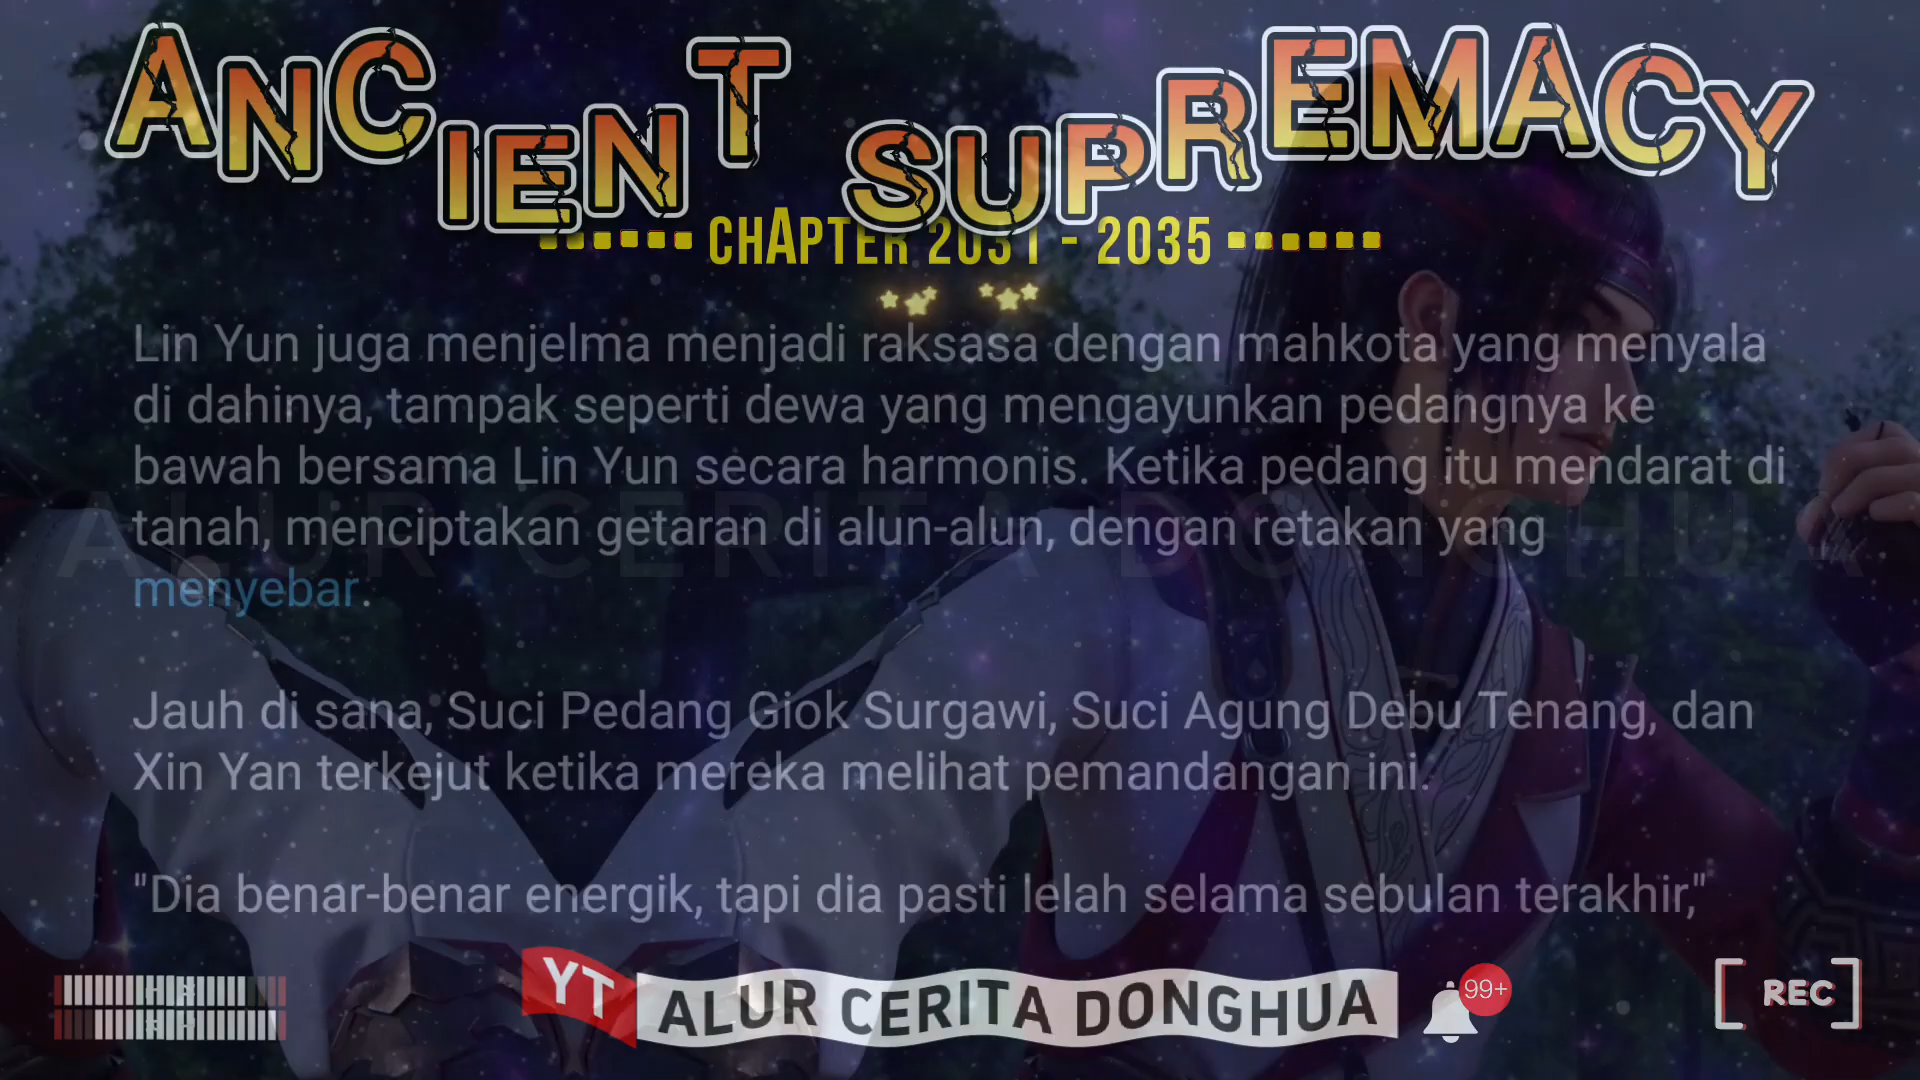 ANCIENT SUPREMACY
CHAPTER 2031 - 2035
Lin Yun juga menjelma menjadi raksasa dengan mahkota yang menyala
di dahinya, tampak seperti dewa yang mengayunkan pedangnya ke
bawah bersama Lin Yun secara harmonis. Ketika pedang itu mendarat di
tanah, menciptakan getaran di alun-alun, dengan retakan yang
ALUR CERITA DONGHUA
menyebar.
Jauh di sana, Suci Pedang Giok Surgawi, Suci Agung Debu Tenang, dan
Xin Yan terkejut ketika mereka melihat pemandangan ini.
"Dia benar-benar energik, tapi dia pasti lelah selama sebulan terakhir,"
YT ALUR CERITA DONGHUA
99+
REC